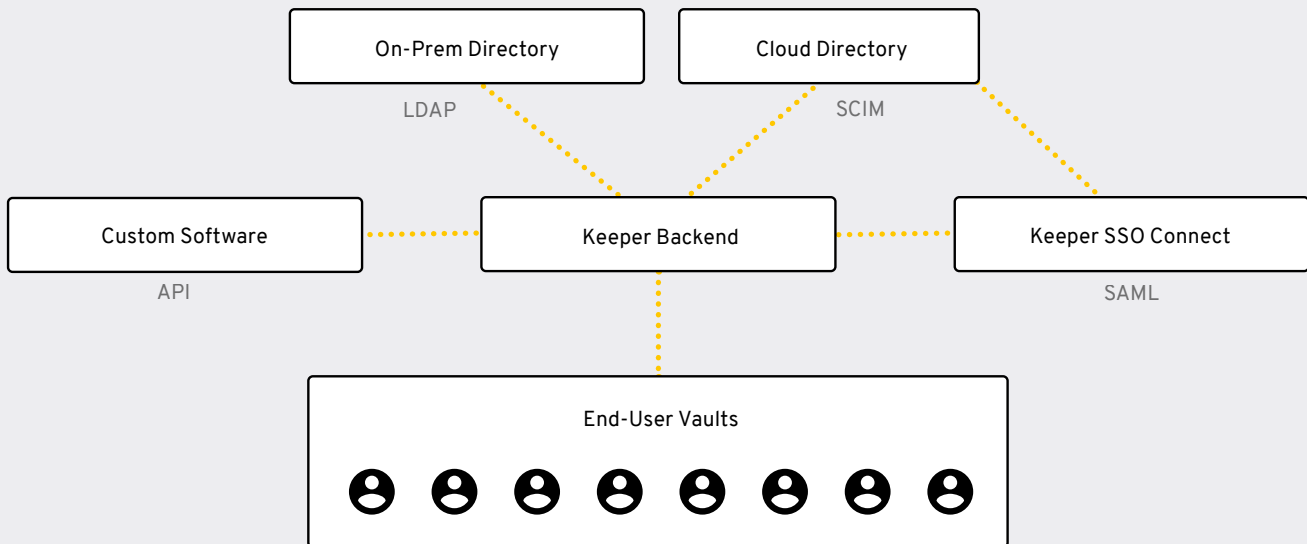 On-Prem Directory
Cloud Directory
LDAP
SCIM
Custom Software
Keeper Backend
Keeper SSO Connect
API
SAML
End-User Vaults